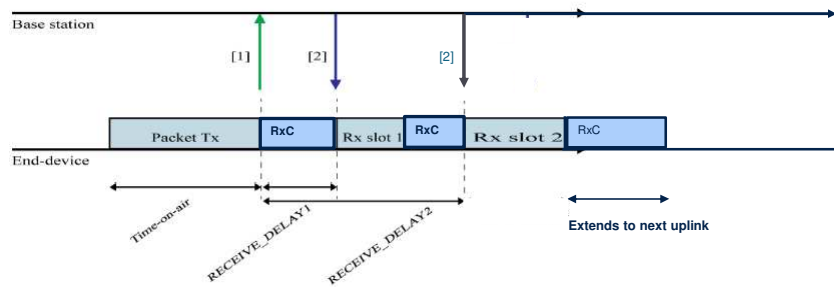 Base station
[1]
[2]
[2]
Packet Tx
RxC
Rx slot 1
RxC
Rx slot 2
RxC
End-device
Time-on-air
RECEIVE_DELAY1
RECEIVE_DELAY2
Extends to next uplink